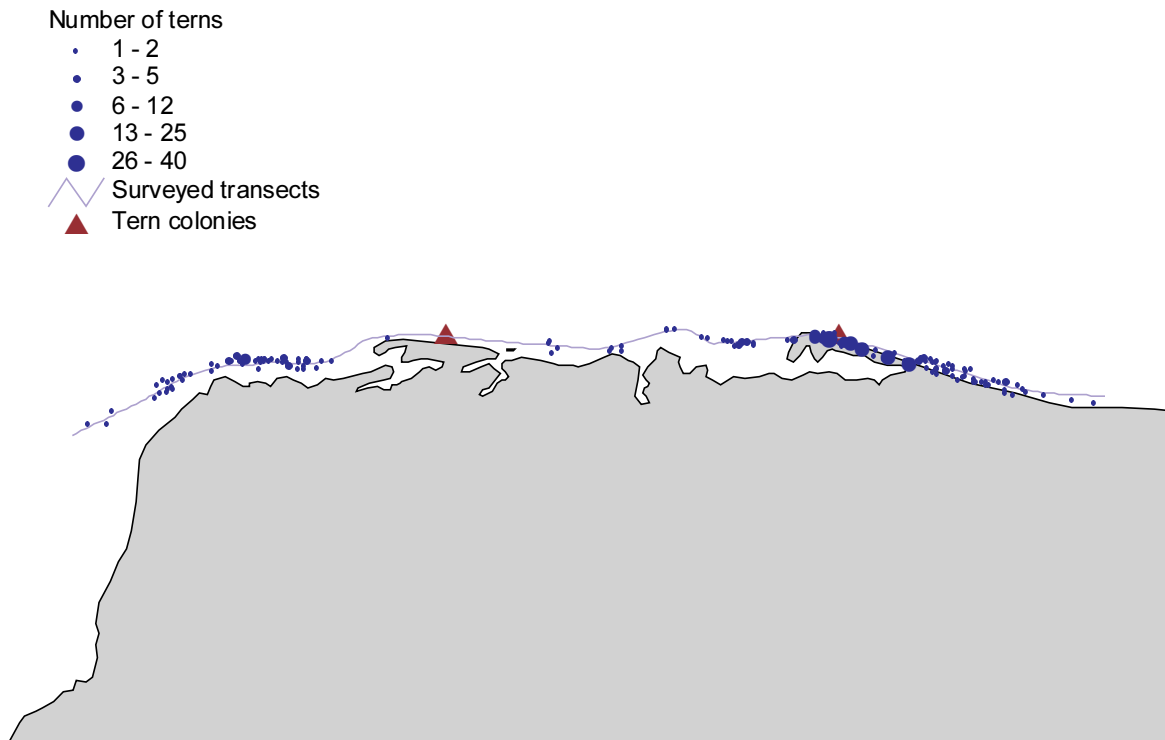 Number of terns
1 - 2
3 - 5
6 - 12
13 - 25
26 - 40
Surveyed transects
Tern colonies